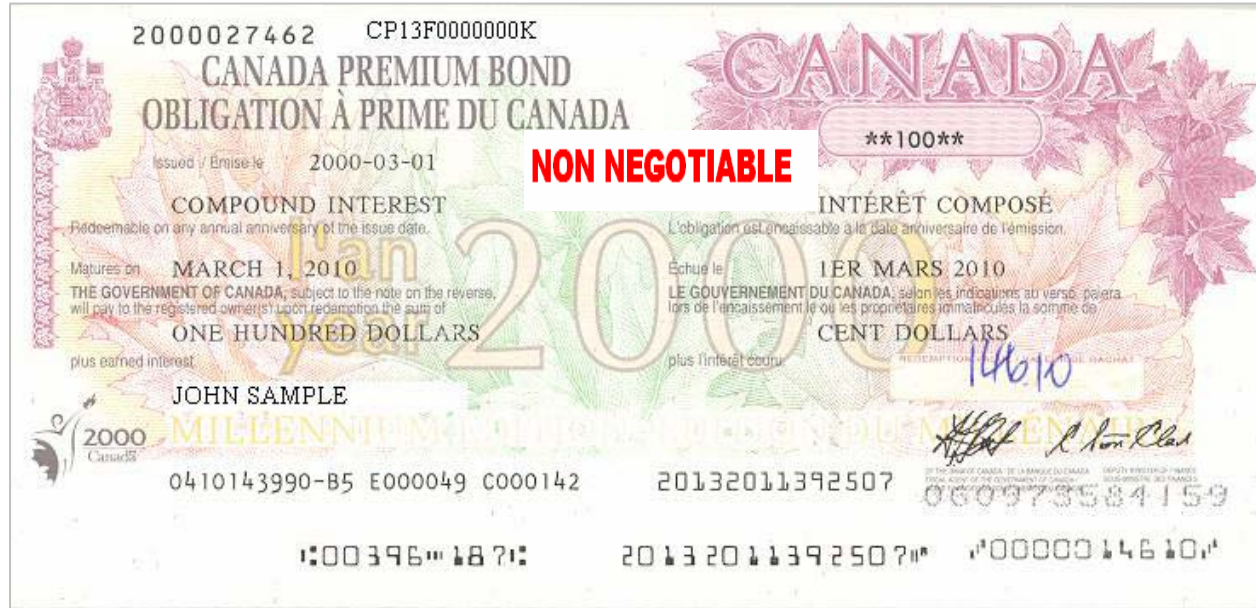 2000027462 CP13F0000000K
CANADA PREMIUM BOND
OBLIGATION À PRIME DU CANADA
CANADA
**100**
Issued / Émise le 2000-03-01
NON NEGOTIABLE
COMPOUND INTEREST
Redeemable on any annual anniversary of the issue date.
INTÉRÊT COMPOSÉ
L'obligation est encaissable à la date anniversaire de l'émission.
l'an 2000
year
Matures on MARCH 1, 2010
THE GOVERNMENT OF CANADA, subject to the note on the reverse,
will pay to the registered owner(s) upon redemption the sum of
ONE HUNDRED DOLLARS
plus earned interest.
Échue le 1ER MARS 2010
LE GOUVERNEMENT DU CANADA, selon les indications au verso, paiera
lors de l'encaissement le ou les propriétaires immatriculés la somme de
CENT DOLLARS
plus l'intérêt couru.
146.10
JOHN SAMPLE
2000
Canada
0410143990-B5 E000049 C000142
20132011392507
060973584159
00396 187
20132011392507
0000014610